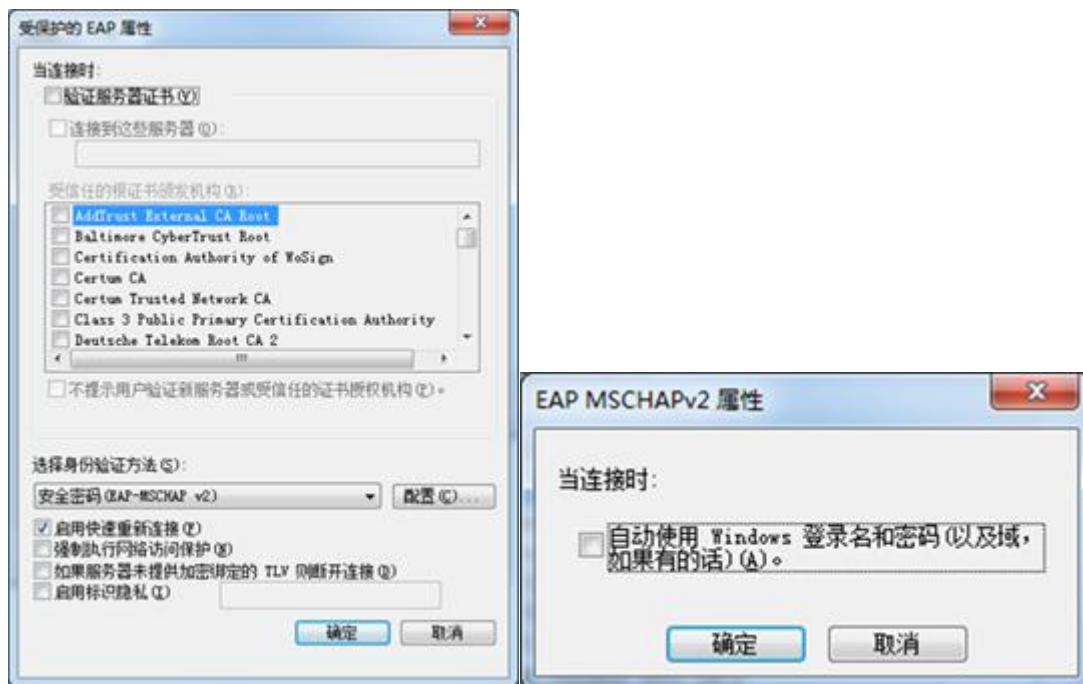 受保护的 EAP 属性
当连接时:
验证服务器证书(V)
连接到这些服务器(O):
受信任的根证书颁发机构(R):
AddTrust External CA Root
Baltimore CyberTrust Root
Certification Authority of WoSign
Certum CA
Certum Trusted Network CA
Class 3 Public Primary Certification Authority
Deutsche Telekom Root CA 2
不提示用户验证新服务器或受信任的证书授权机构(P)。
选择身份验证方法(S):
安全密码(EAP-MSCHAP v2)
配置(C)...
启用快速重新连接(F)
强制执行网络访问保护(N)
如果服务器未提供加密绑定的 TLV 则断开连接(D)
启用标识隐私(I)
确定
取消
EAP MSCHAPv2 属性
当连接时:
自动使用 Windows 登录名和密码(以及域,
如果有的话)(A)。
确定
取消